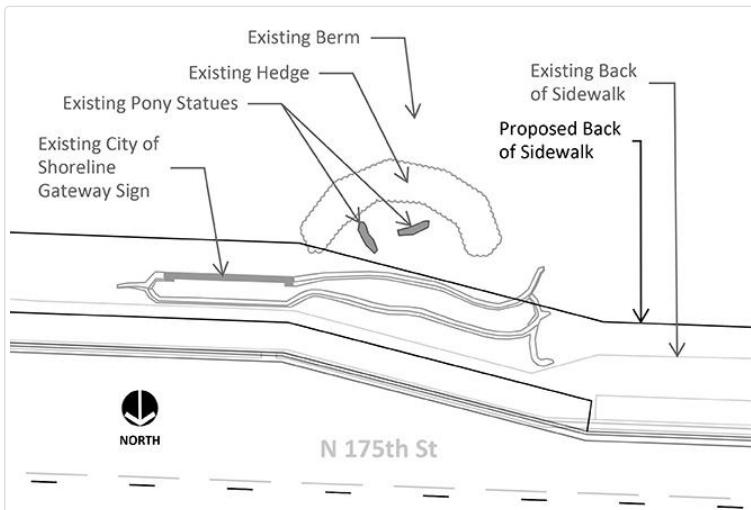 Existing Berm
Existing Hedge
Existing Pony Statues
Existing City of
Shoreline
Gateway Sign
Existing Back
of Sidewalk
Proposed Back
of Sidewalk
NORTH
N 175th St